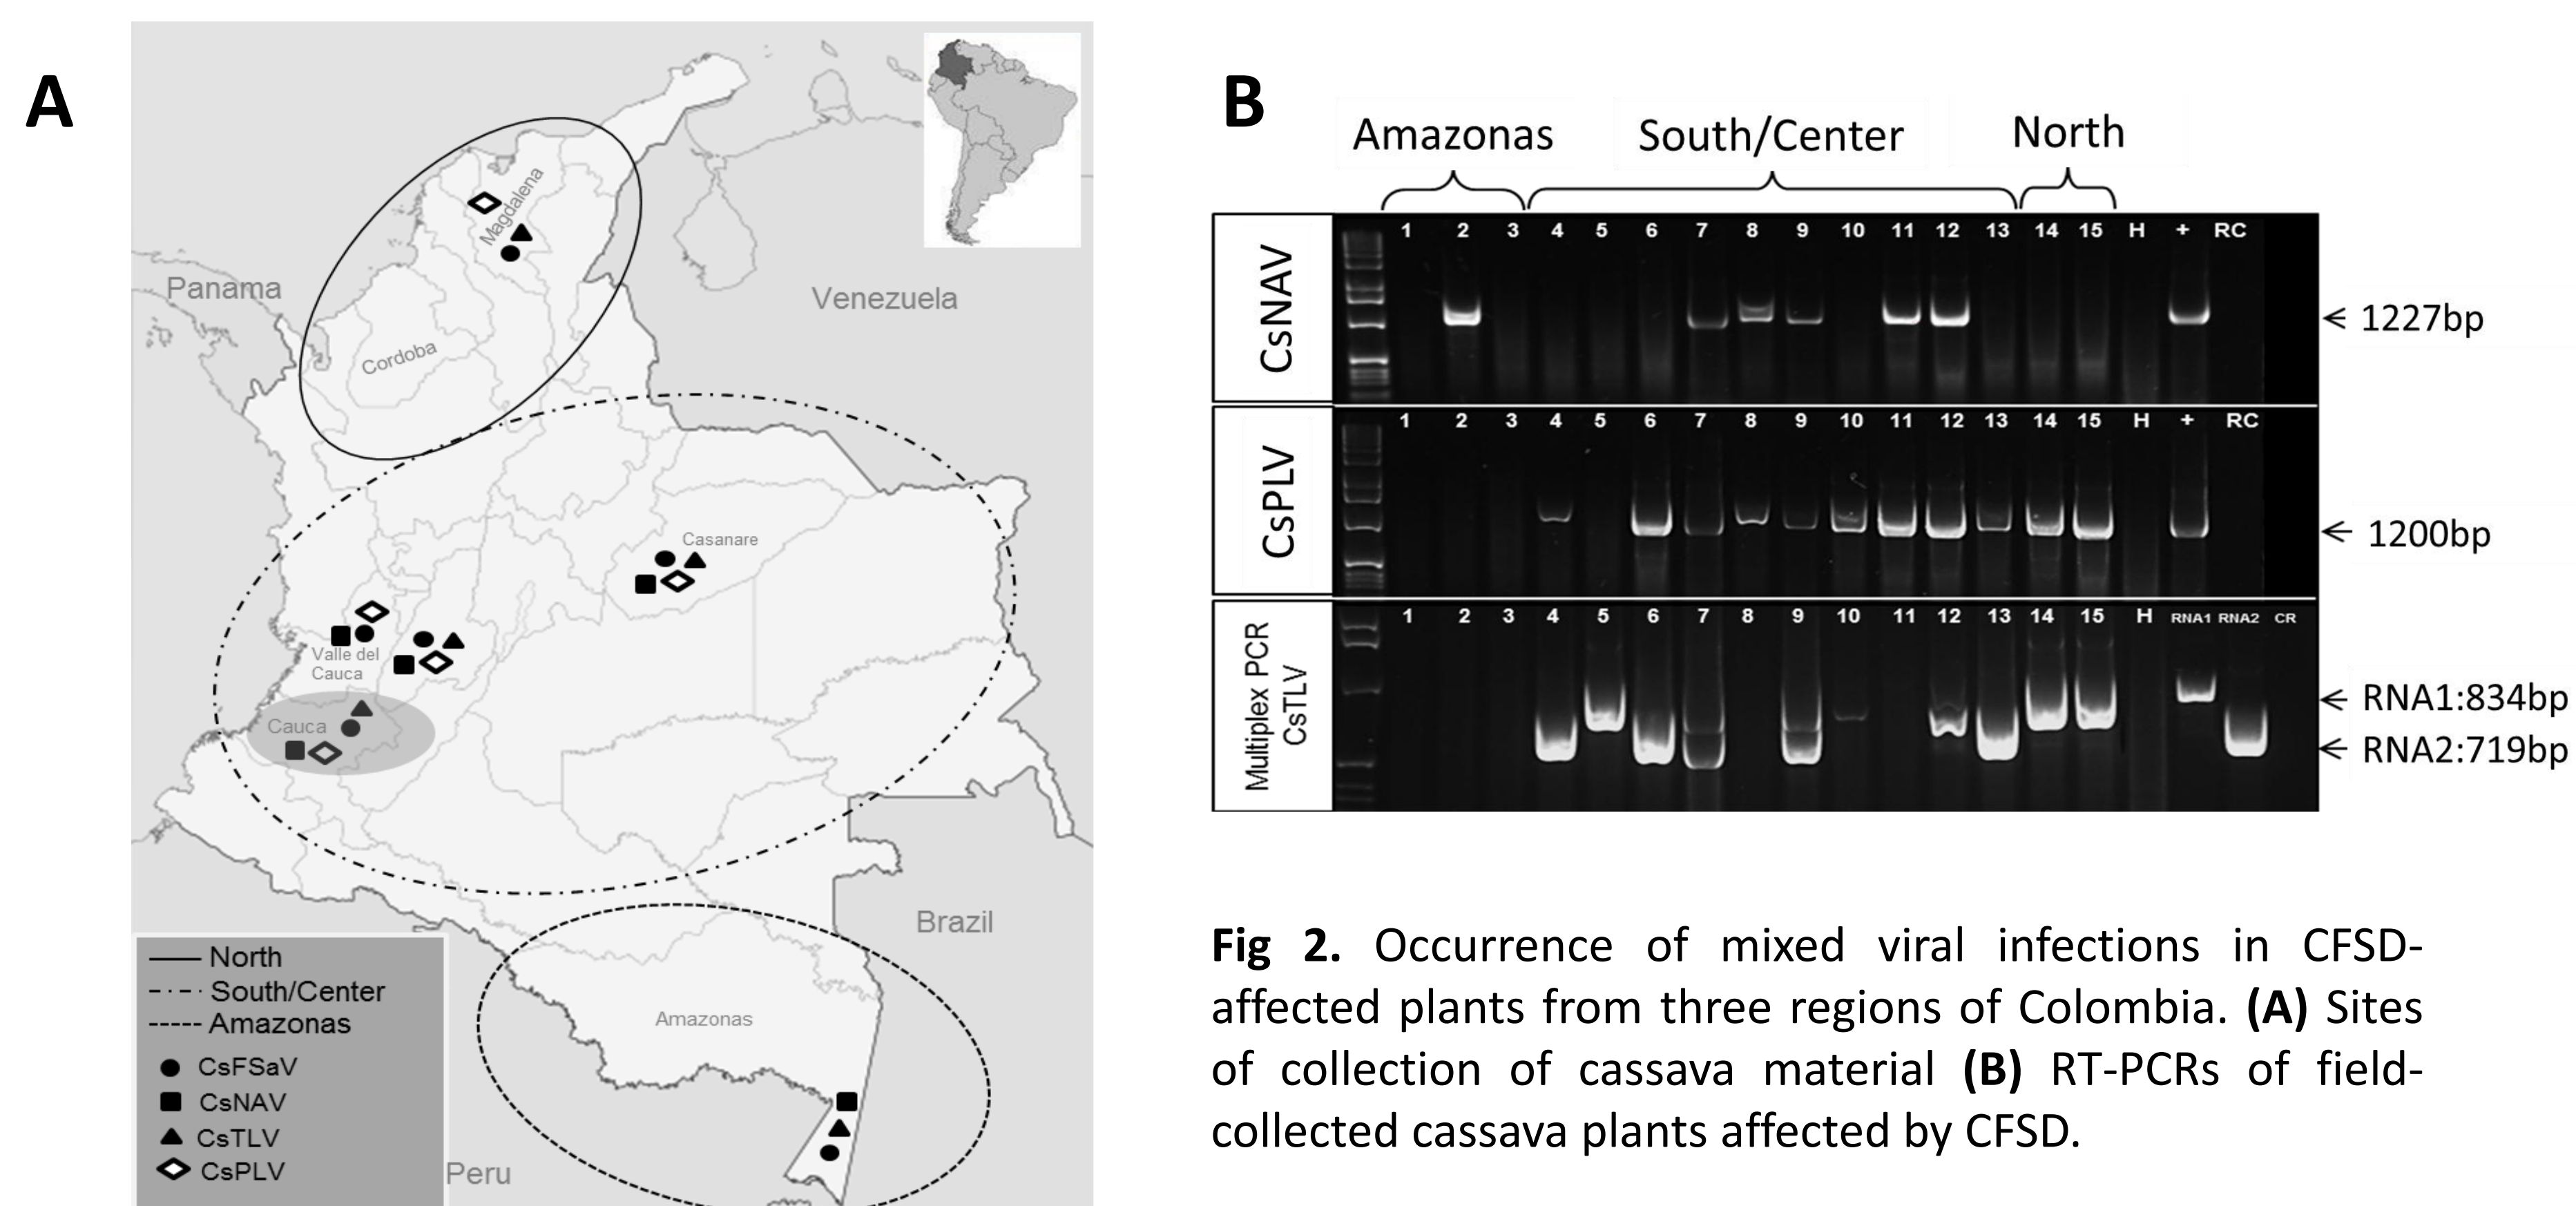 A
Panama
Venezuela
Magdalena
Cordoba
Casanare
Valle del
Cauca
Cauca
Brazil
Amazonas
Peru
North
South/Center
Amazonas
CsFSaV
CsNAV
CsTLV
CsPLV
B
Amazonas South/Center North
CsNAV
1 2 3 4 5 6 7 8 9 10 11 12 13 14 15 H + RC
1227bp
CsPLV
1 2 3 4 5 6 7 8 9 10 11 12 13 14 15 H + RC
1200bp
Multiplex PCR
CsTLV
1 2 3 4 5 6 7 8 9 10 11 12 13 14 15 H RNA1 RNA2 CR
RNA1:834bp
RNA2:719bp
Fig 2. Occurrence of mixed viral infections in CFSD-
affected plants from three regions of Colombia. (A) Sites
of collection of cassava material (B) RT-PCRs of field-
collected cassava plants affected by CFSD.